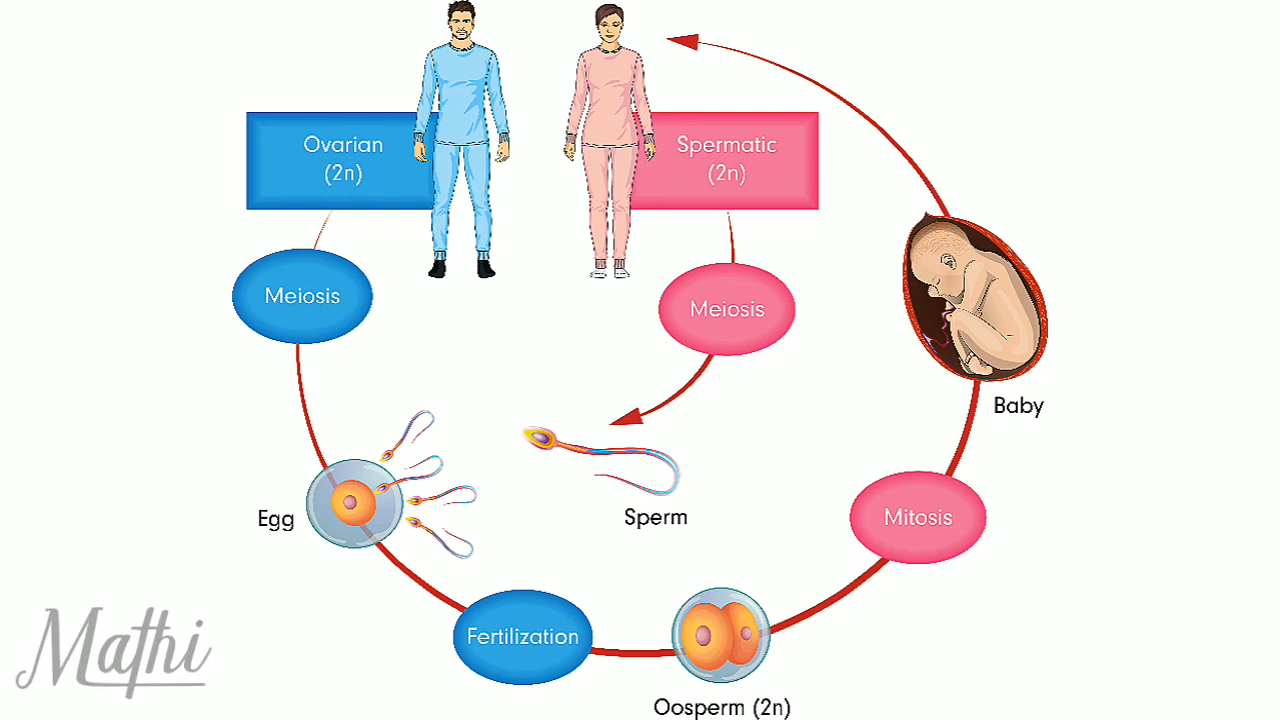 Ovarian
(2n)
Spermatic
(2n)
Meiosis
Meiosis
Baby
Egg
Sperm
Mitosis
Fertilization
Oosperm (2n)
Mathi